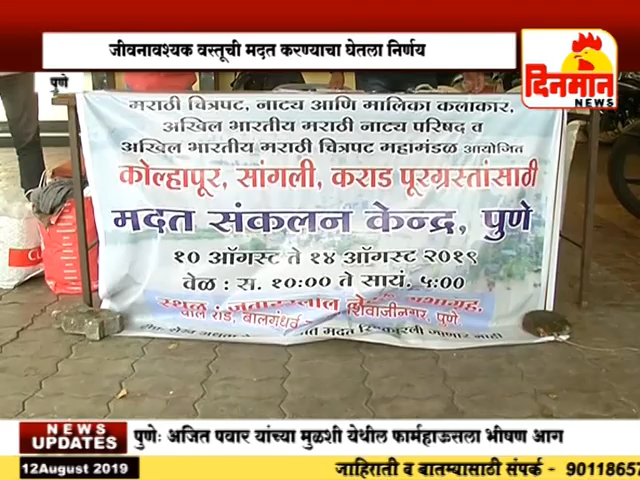 जीवनावश्यक वस्तूची मदत करण्याचा घेतला निर्णय
दिनमान
NEWS
पुणे
मराठी चित्रपट, नाट्य आणि मालिका कलाकार,
अखिल भारतीय मराठी नाट्य परिषद व
अखिल भारतीय मराठी चित्रपट महामंडळ आयोजित
कोल्हापूर, सांगली, कराड पूरग्रस्तांसाठी
मदत संकलन केन्द्र, पुणे
१० ऑगस्ट ते १४ ऑगस्ट २०१९
वेळ : स. १०:०० ते सायं. ५:००
स्थळ :
रोड, बालगंधर्व शिवाजीनगर, पुणे
मदत
NEWS
UPDATES
पुणेः अजित पवार यांच्या मुळशी येथील फार्महाऊसला भीषण आग
12August 2019
जाहिराती व बातम्यासाठी संपर्क - 90118657